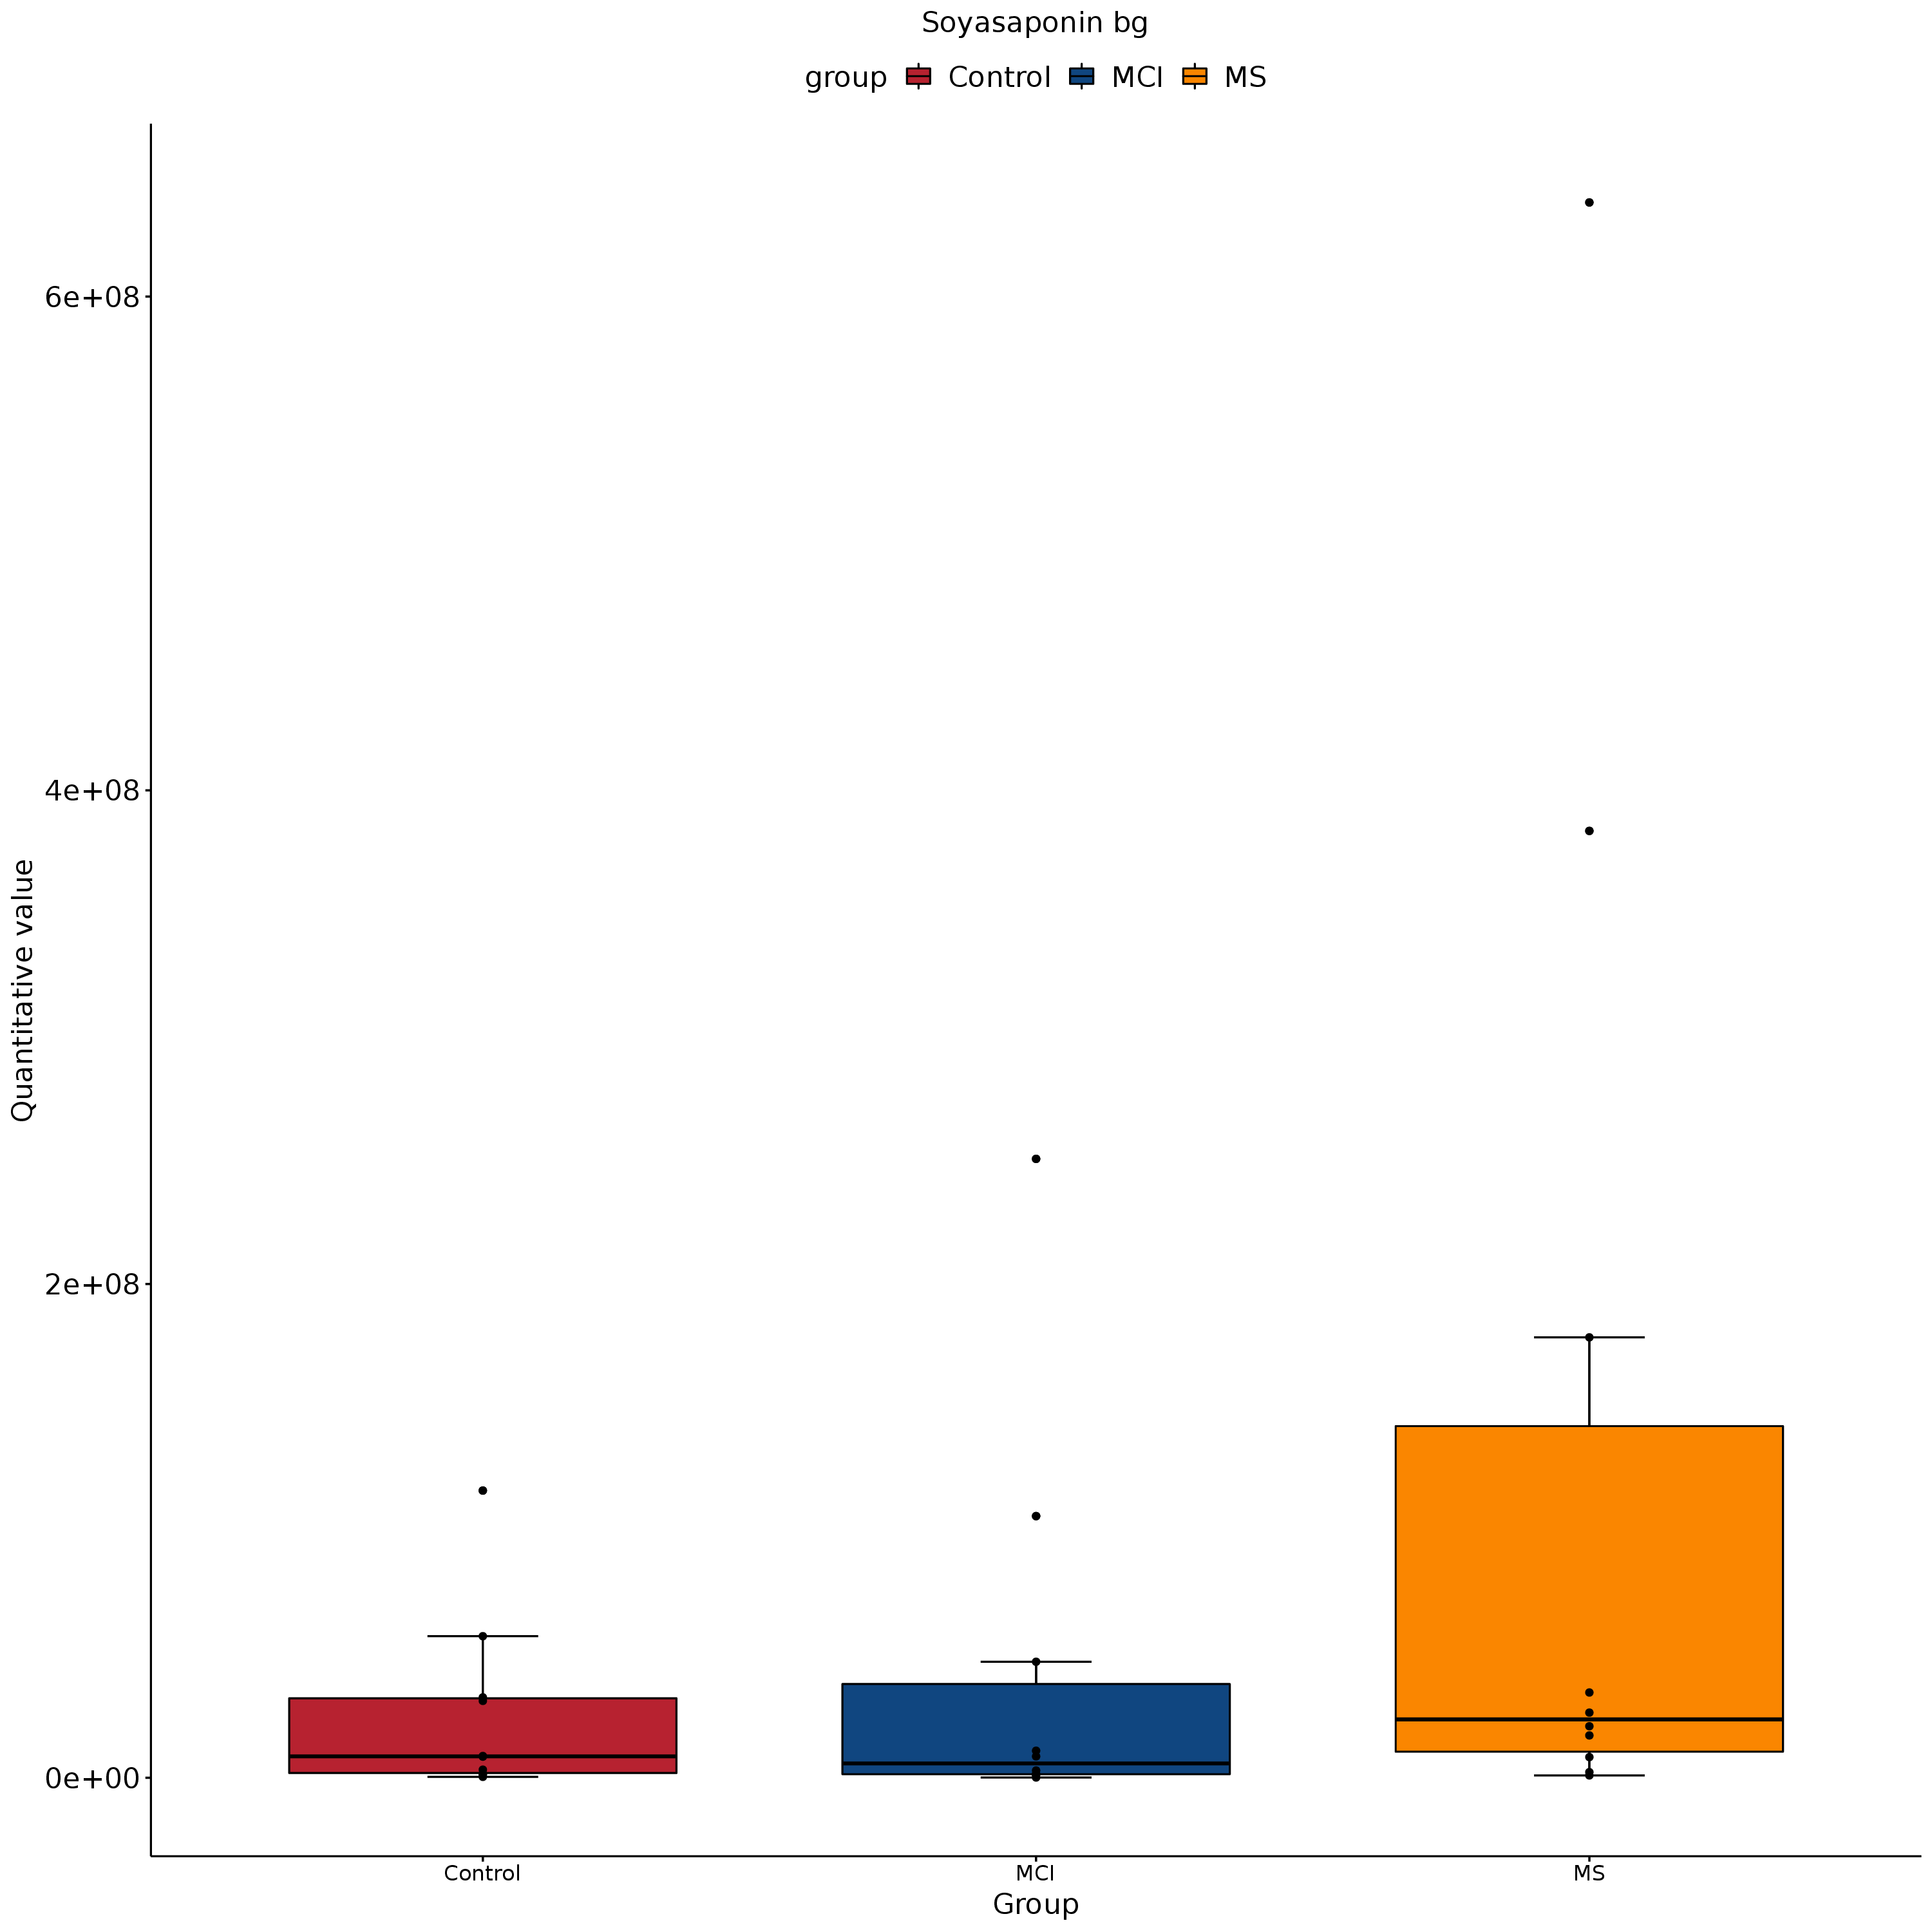 Soyasaponin bg
group Control MCI MS
6e+08
4e+08
2e+08
0e+00
Quantitative value
Control MCI MS
Group